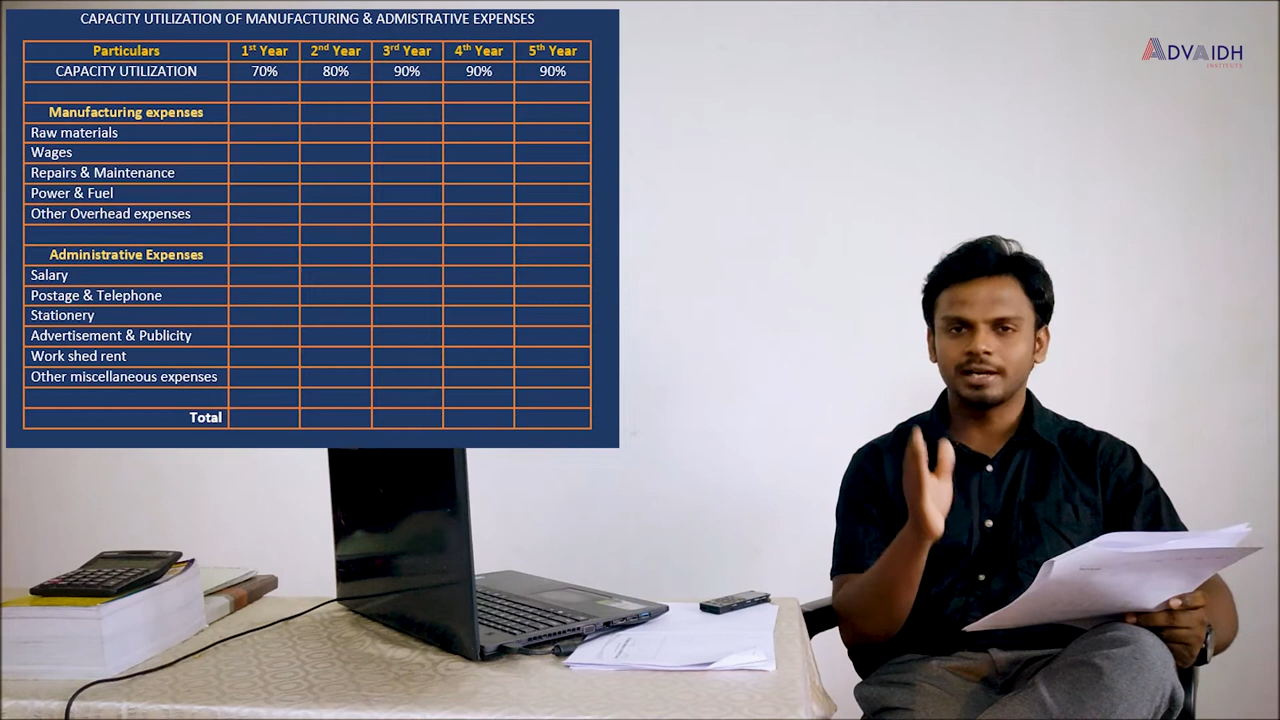 CAPACITY UTILIZATION OF MANUFACTURING & ADMISTRATIVE EXPENSES
Particulars 1st Year 2nd Year 3rd Year 4th Year 5th Year
CAPACITY UTILIZATION 70% 80% 90% 90% 90%
Manufacturing expenses
Raw materials
Wages
Repairs & Maintenance
Power & Fuel
Other Overhead expenses
Administrative Expenses
Salary
Postage & Telephone
Stationery
Advertisement & Publicity
Work shed rent
Other miscellaneous expenses
Total
ADVAIDH
INSTITUTE